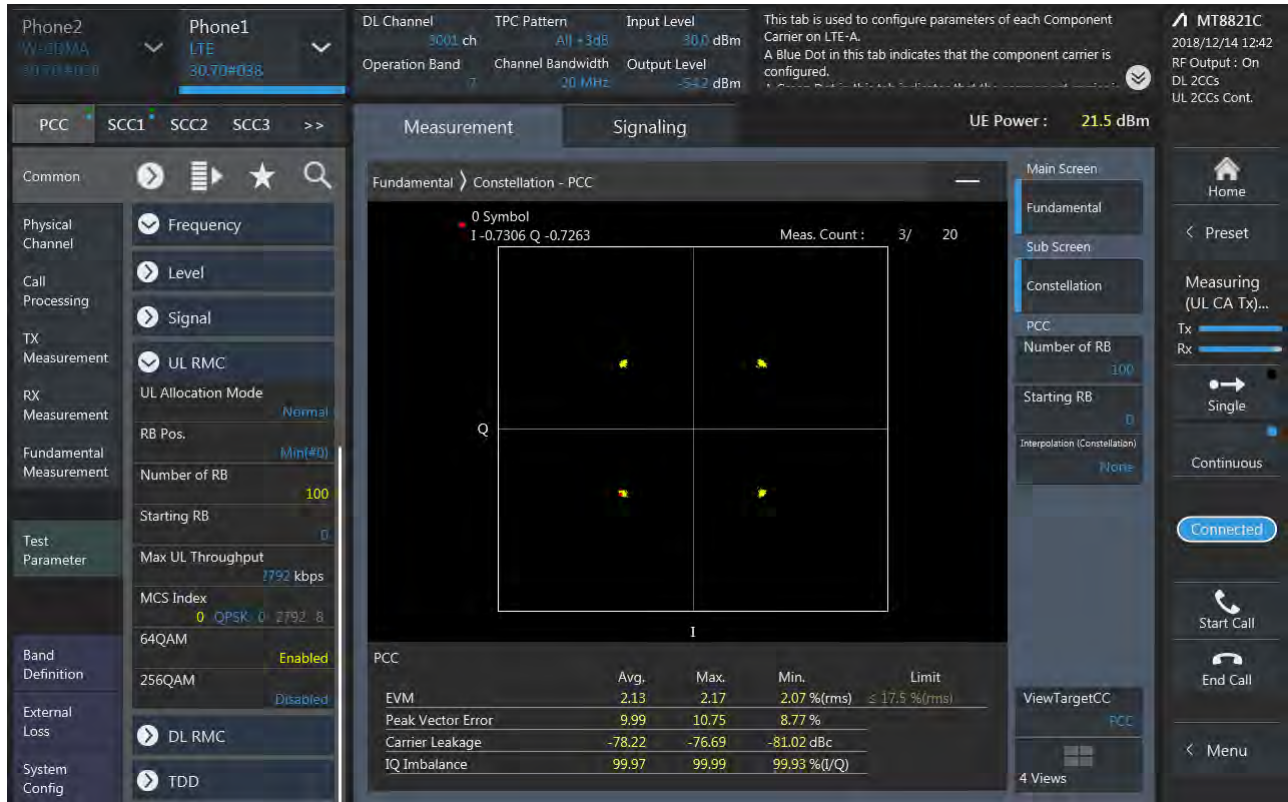 Phone2
W-CDMA
30.70#038
Phone1
LTE
30.70#038
DL Channel
3001 ch
TPC Pattern
All +3dB
Input Level
30.0 dBm
Operation Band
7
Channel Bandwidth
20 MHz
Output Level
-54.2 dBm
This tab is used to configure parameters of each Component
Carrier on LTE-A.
A Blue Dot in this tab indicates that the component carrier is
configured.
MT8821C
2018/12/14 12:42
RF Output : On
DL 2CCs
UL 2CCs Cont.
PCC SCC1 SCC2 SCC3 >>
Measurement
Signaling
UE Power : 21.5 dBm
Common
Physical
Channel
Call
Processing
TX
Measurement
RX
Measurement
Fundamental
Measurement
Test
Parameter
Band
Definition
External
Loss
System
Config
Frequency
Level
Signal
UL RMC
UL Allocation Mode
Normal
RB Pos.
Min(#0)
Number of RB
100
Starting RB
0
Max UL Throughput
2792 kbps
MCS Index
0 QPSK 0 2792 8
64QAM
Enabled
256QAM
Disabled
DL RMC
TDD
Fundamental > Constellation - PCC
0 Symbol
I -0.7306 Q -0.7263
Meas. Count : 3/ 20
Q
I
PCC
Avg. Max. Min. Limit
EVM 2.13 2.17 2.07 %(rms) ≤ 17.5 %(rms)
Peak Vector Error 9.99 10.75 8.77 %
Carrier Leakage -78.22 -76.69 -81.02 dBc
IQ Imbalance 99.97 99.99 99.93 %(I/Q)
Main Screen
Fundamental
Sub Screen
Constellation
PCC
Number of RB
100
Starting RB
0
Interpolation (Constellation)
None
ViewTargetCC
PCC
4 Views
Home
< Preset
Measuring
(UL CA Tx)...
Tx
Rx
Single
Continuous
Connected
Start Call
End Call
< Menu